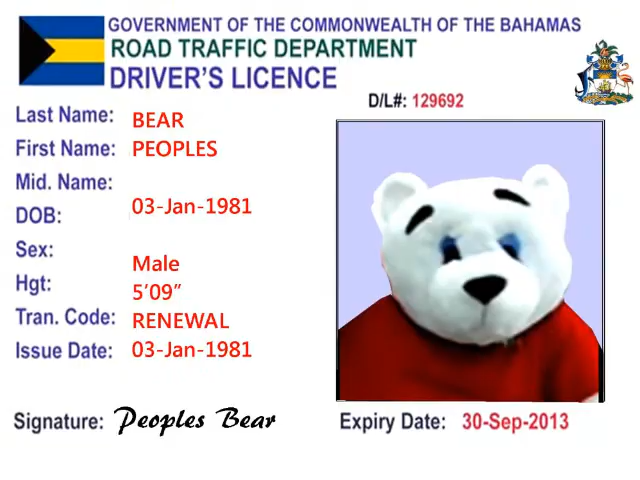 GOVERNMENT OF THE COMMONWEALTH OF THE BAHAMAS
ROAD TRAFFIC DEPARTMENT
DRIVER'S LICENCE
D/L#: 129692
Last Name: BEAR
First Name: PEOPLES
Mid. Name:
DOB: 03-Jan-1981
Sex: Male
Hgt: 5'09"
Tran. Code: RENEWAL
Issue Date: 03-Jan-1981
Signature: Peoples Bear
Expiry Date: 30-Sep-2013